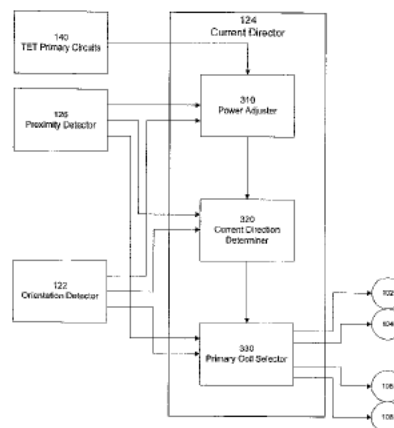 124
Current Director
140
TET Primary Circuits
310
Power Adjuster
126
Proximity Detector
320
Current Direction
Determiner
122
Orientation Detector
330
Primary Coil Selector
102
104
106
108